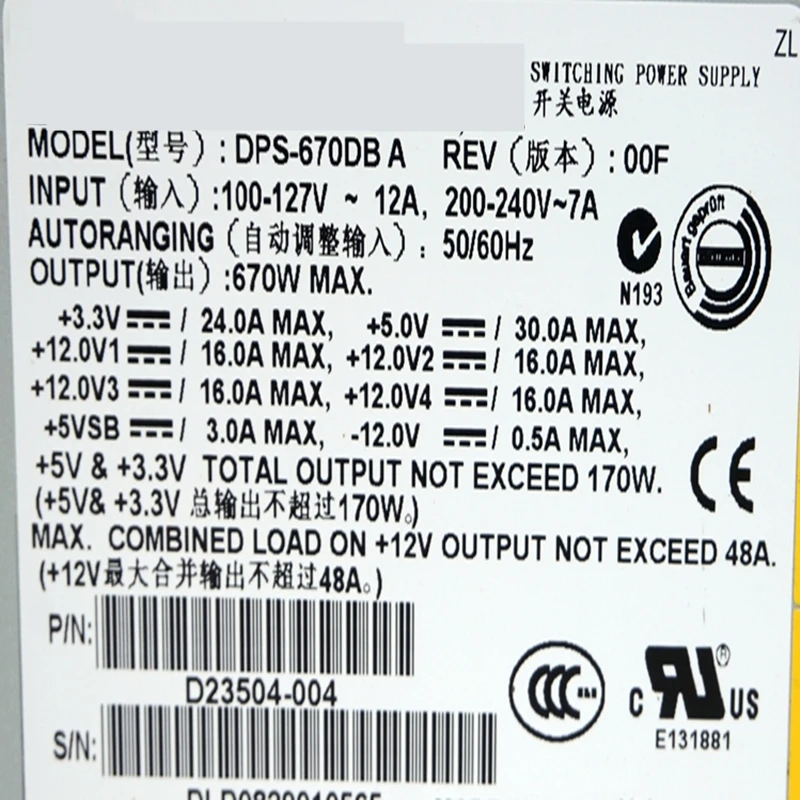 ZL
SWITCHING POWER SUPPLY
开关电源
MODEL(型号) : DPS-670DB A REV (版本) : 00F
INPUT (输入) :100-127V ~ 12A, 200-240V~7A
AUTORANGING (自动调整输入) : 50/60Hz
OUTPUT(输出) :670W MAX.
N193
Bauart geprüft
+3.3V / 24.0A MAX, +5.0V / 30.0A MAX,
+12.0V1 / 16.0A MAX, +12.0V2 / 16.0A MAX,
+12.0V3 / 16.0A MAX, +12.0V4 / 16.0A MAX,
+5VSB / 3.0A MAX, -12.0V / 0.5A MAX,
+5V & +3.3V TOTAL OUTPUT NOT EXCEED 170W.
(+5V& +3.3V 总输出不超过170W。)
CE
MAX. COMBINED LOAD ON +12V OUTPUT NOT EXCEED 48A.
(+12V最大合并输出不超过48A。)
P/N:
D23504-004
CCC
C RU ® US
E131881
S/N: